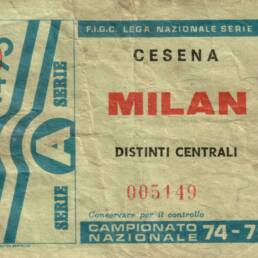 F.I.G.C. LEGA NAZIONALE SERIE
CESENA
MILAN
DISTINTI CENTRALI
005149
Conservare per il controllo
CAMPIONATO
NAZIONALE 74-7
SERIE
A
SERIE